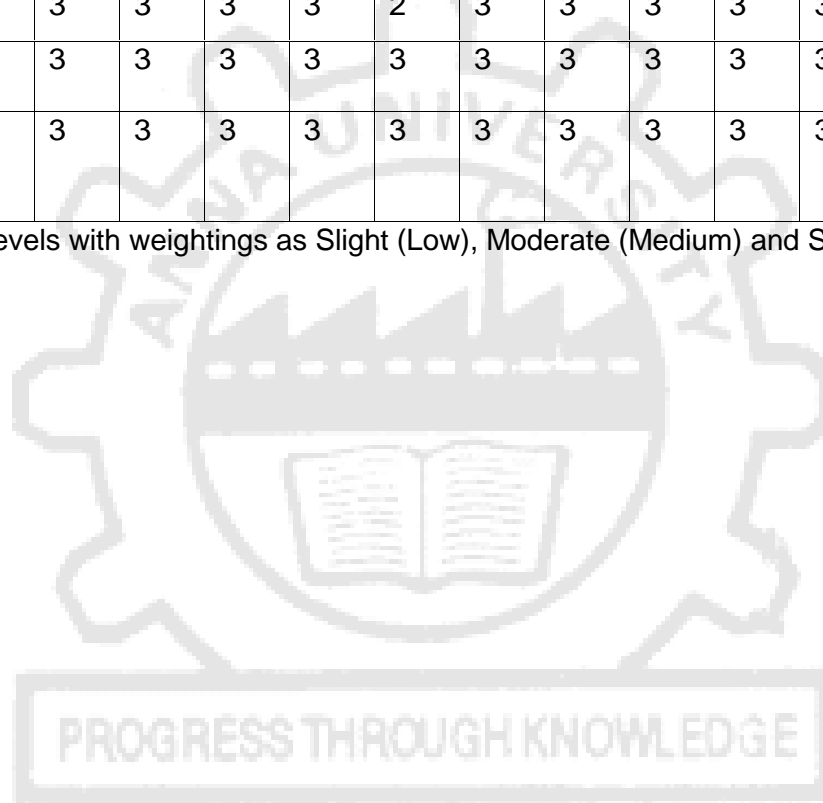 3 3 3 3 2 3 3 3 3
3 3 3 3 3 3 3 3 3
3 3 3 3 3 3 3 3 3
evels with weightings as Slight (Low), Moderate (Medium) and S
ANNA UNIVERSITY
PROGRESS THROUGH KNOWLEDGE